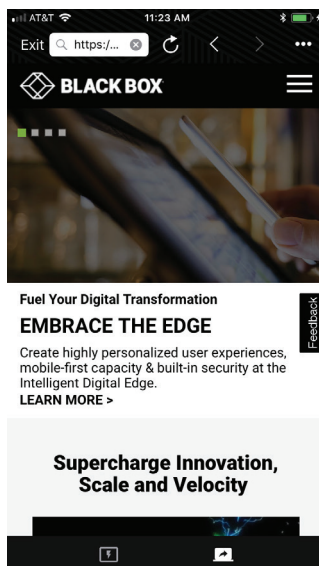 AT&T 11:23 AM
Exit https:/...
BLACK BOX
Fuel Your Digital Transformation
EMBRACE THE EDGE
Feedback
Create highly personalized user experiences,
mobile-first capacity & built-in security at the
Intelligent Digital Edge.
LEARN MORE >
Supercharge Innovation,
Scale and Velocity